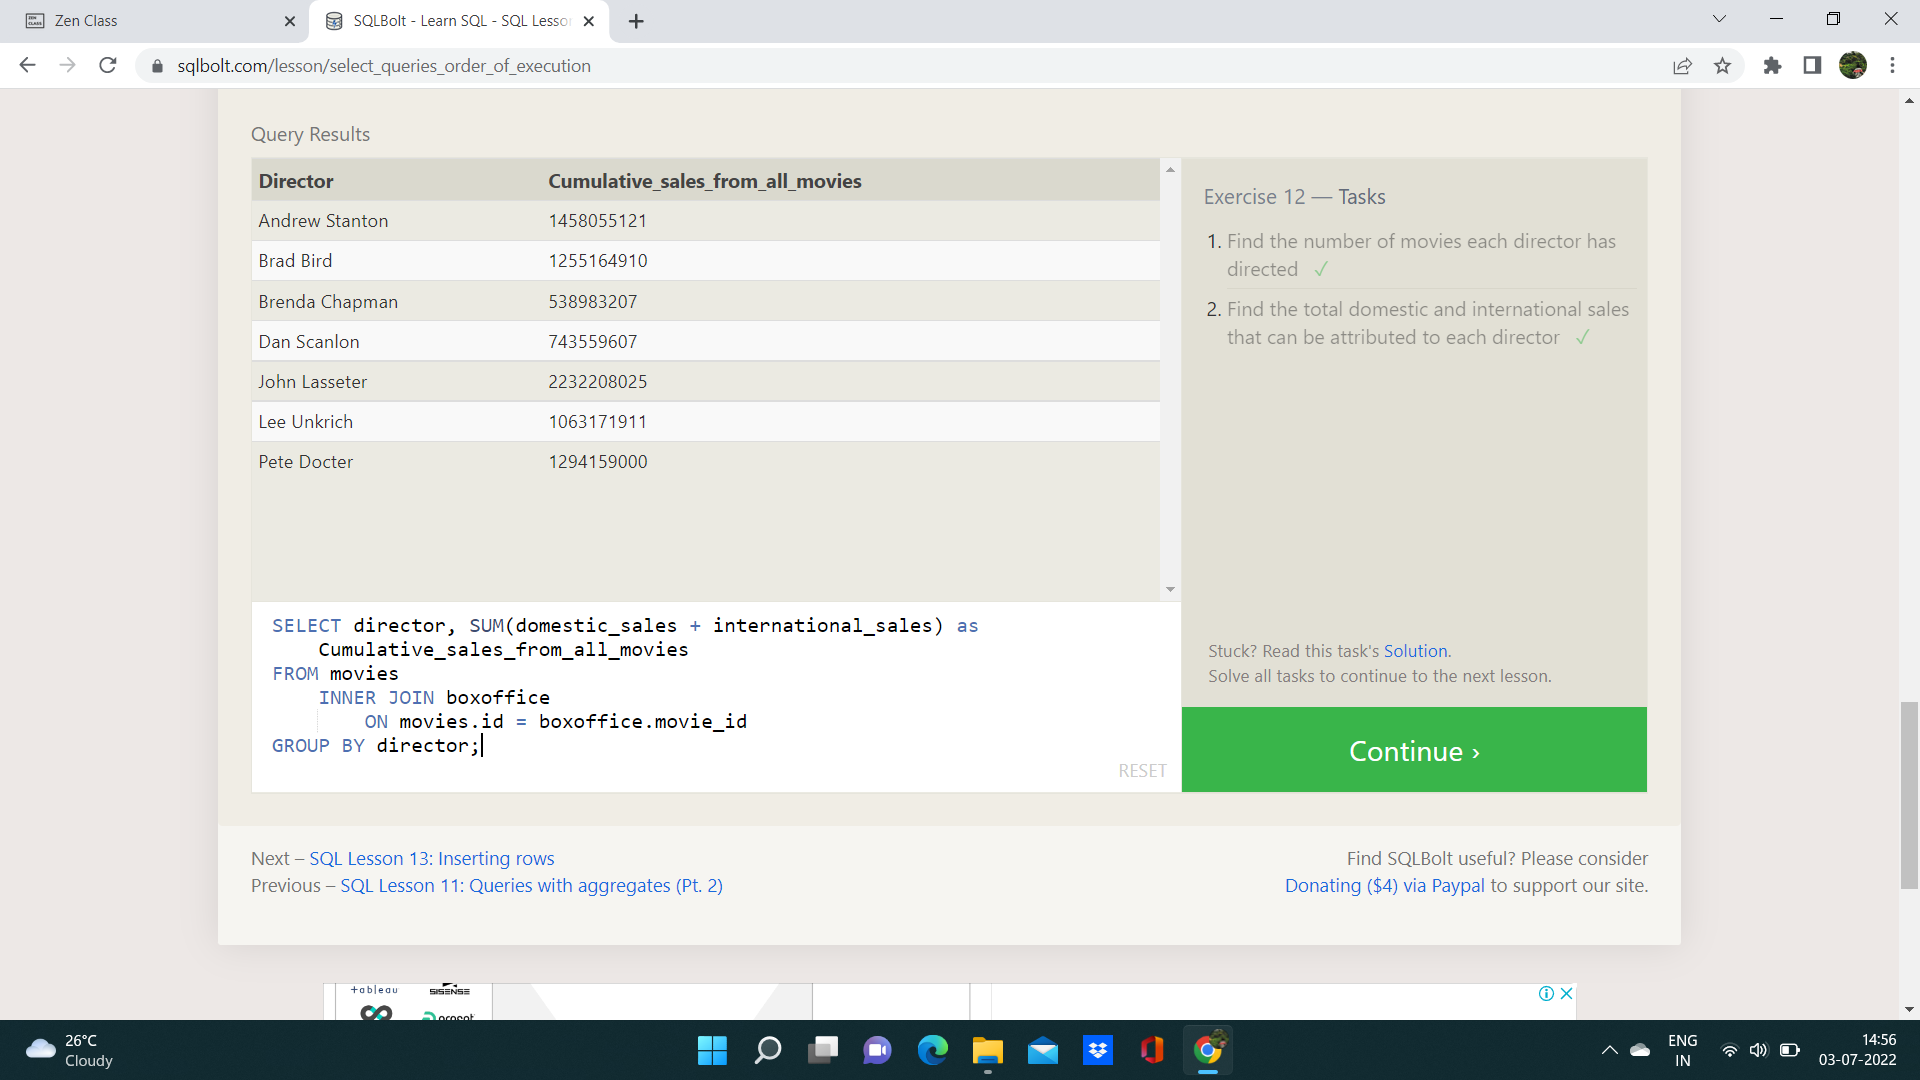 Zen Class
SQLBolt - Learn SQL - SQL Lesson
sqlbolt.com/lesson/select_queries_order_of_execution
Query Results
Director Cumulative_sales_from_all_movies
Andrew Stanton 1458055121
Brad Bird 1255164910
Brenda Chapman 538983207
Dan Scanlon 743559607
John Lasseter 2232208025
Lee Unkrich 1063171911
Pete Docter 1294159000
Exercise 12 — Tasks
1. Find the number of movies each director has
directed ✓
2. Find the total domestic and international sales
that can be attributed to each director ✓
SELECT director, SUM(domestic_sales + international_sales) as
Cumulative_sales_from_all_movies
FROM movies
INNER JOIN boxoffice
ON movies.id = boxoffice.movie_id
GROUP BY director;
RESET
Stuck? Read this task's Solution.
Solve all tasks to continue to the next lesson.
Continue ›
Next – SQL Lesson 13: Inserting rows
Previous – SQL Lesson 11: Queries with aggregates (Pt. 2)
Find SQLBolt useful? Please consider
Donating ($4) via Paypal to support our site.
+ableau
SISENSE
26°C
Cloudy
ENG
IN
14:56
03-07-2022